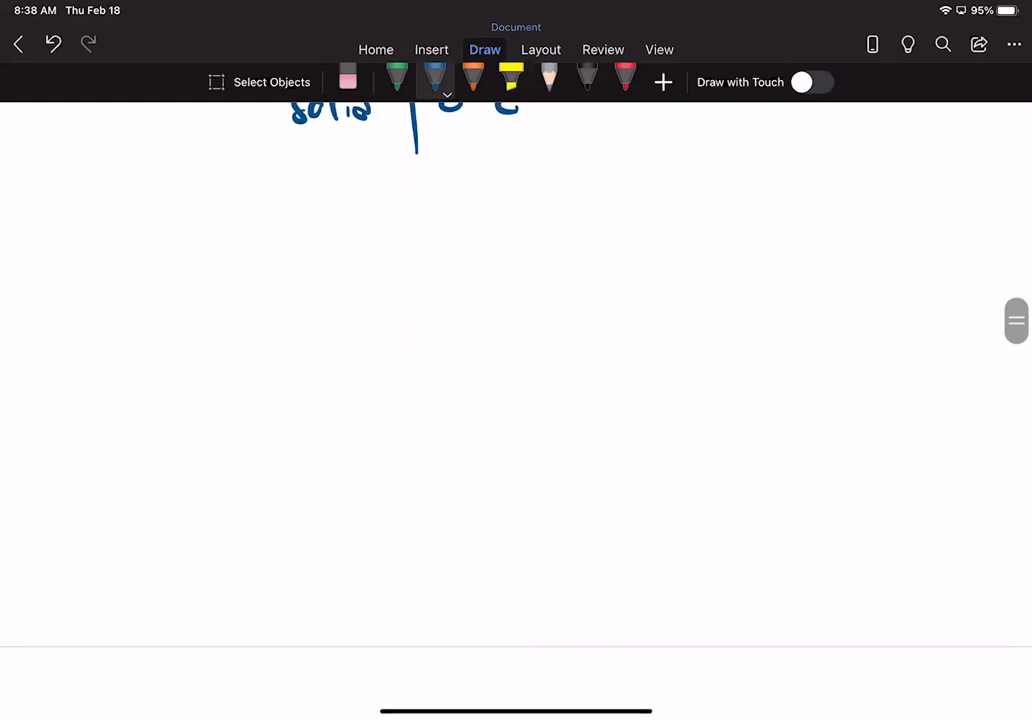 8:38 AM Thu Feb 18 95%
Document
Home Insert Draw Layout Review View
Select Objects Draw with Touch
solid